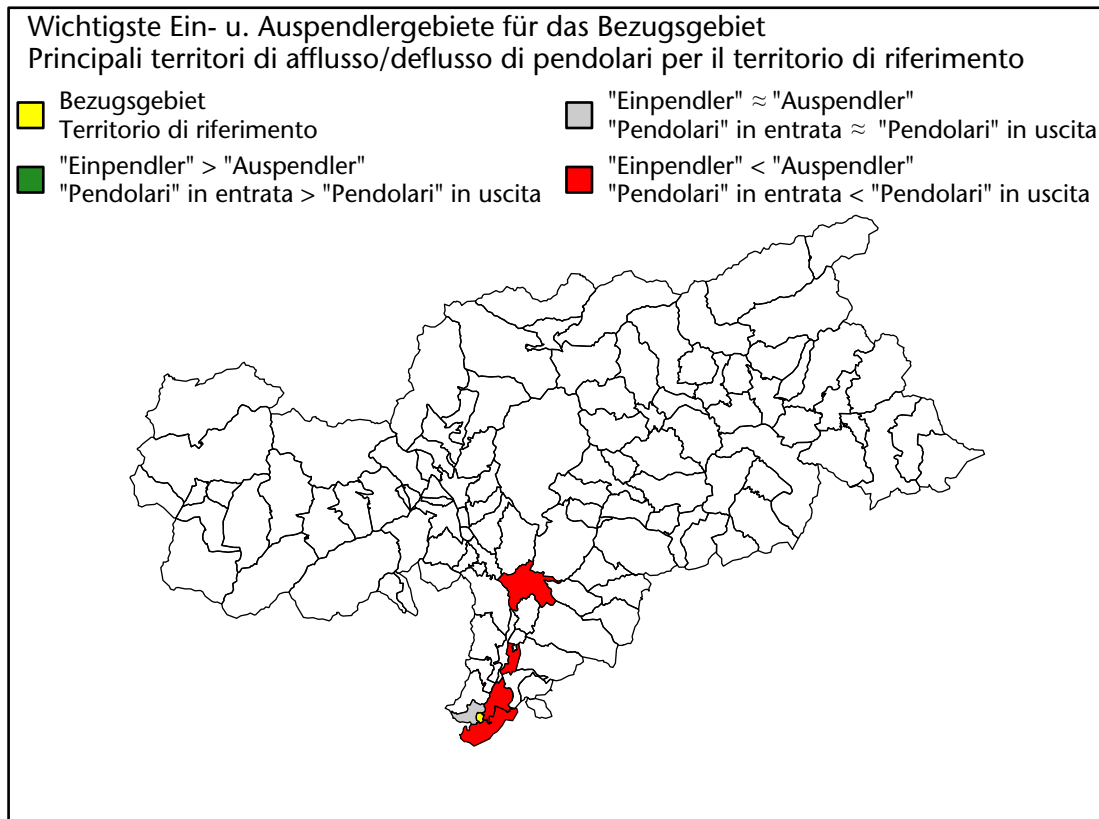 Wichtigste Ein- u. Auspendlergebiete für das Bezugsgebiet
Principali territori di afflusso/deflusso di pendolari per il territorio di riferimento
Bezugsgebiet
Territorio di riferimento
"Einpendler" > "Auspendler"
"Pendolari" in entrata > "Pendolari" in uscita
"Einpendler" ≈ "Auspendler"
"Pendolari" in entrata ≈ "Pendolari" in uscita
"Einpendler" < "Auspendler"
"Pendolari" in entrata < "Pendolari" in uscita